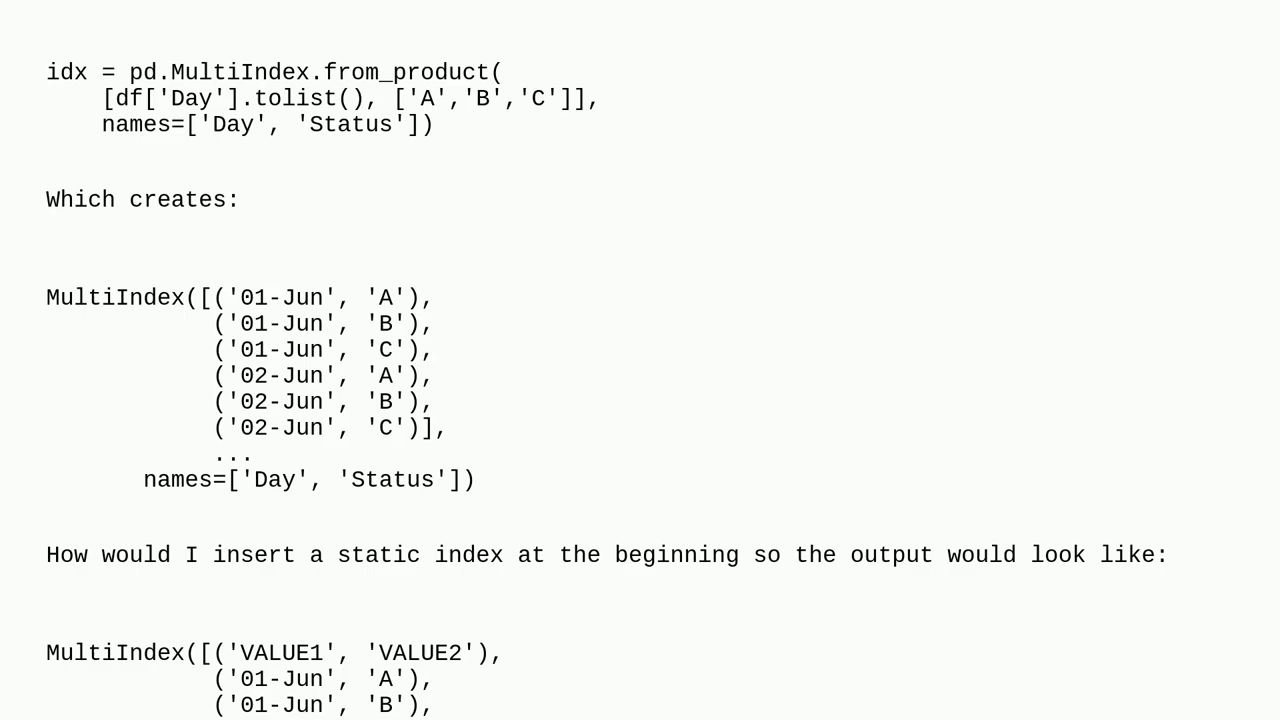 idx = pd.MultiIndex.from_product(
    [df['Day'].tolist(), ['A','B','C']],
    names=['Day', 'Status'])
Which creates:
MultiIndex([('01-Jun', 'A'),
            ('01-Jun', 'B'),
            ('01-Jun', 'C'),
            ('02-Jun', 'A'),
            ('02-Jun', 'B'),
            ('02-Jun', 'C')],
            ...
       names=['Day', 'Status'])
How would I insert a static index at the beginning so the output would look like:
MultiIndex([('VALUE1', 'VALUE2'),
            ('01-Jun', 'A'),
            ('01-Jun', 'B'),